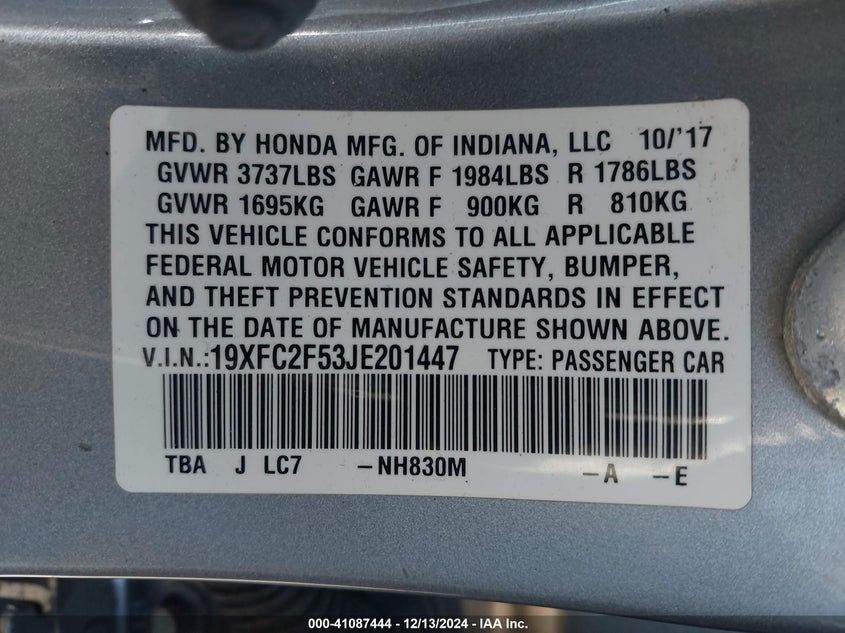 MFD. BY HONDA MFG. OF INDIANA, LLC 10/'17
GVWR 3737LBS GAWR F 1984LBS R 1786LBS
GVWR 1695KG GAWR F 900KG R 810KG
THIS VEHICLE CONFORMS TO ALL APPLICABLE
FEDERAL MOTOR VEHICLE SAFETY, BUMPER,
AND THEFT PREVENTION STANDARDS IN EFFECT
ON THE DATE OF MANUFACTURE SHOWN ABOVE.
V.I.N.:19XFC2F53JE201447 TYPE: PASSENGER CAR
TBA J LC7 -NH830M -A -E
000-41087444 - 12/13/2024 - IAA Inc.